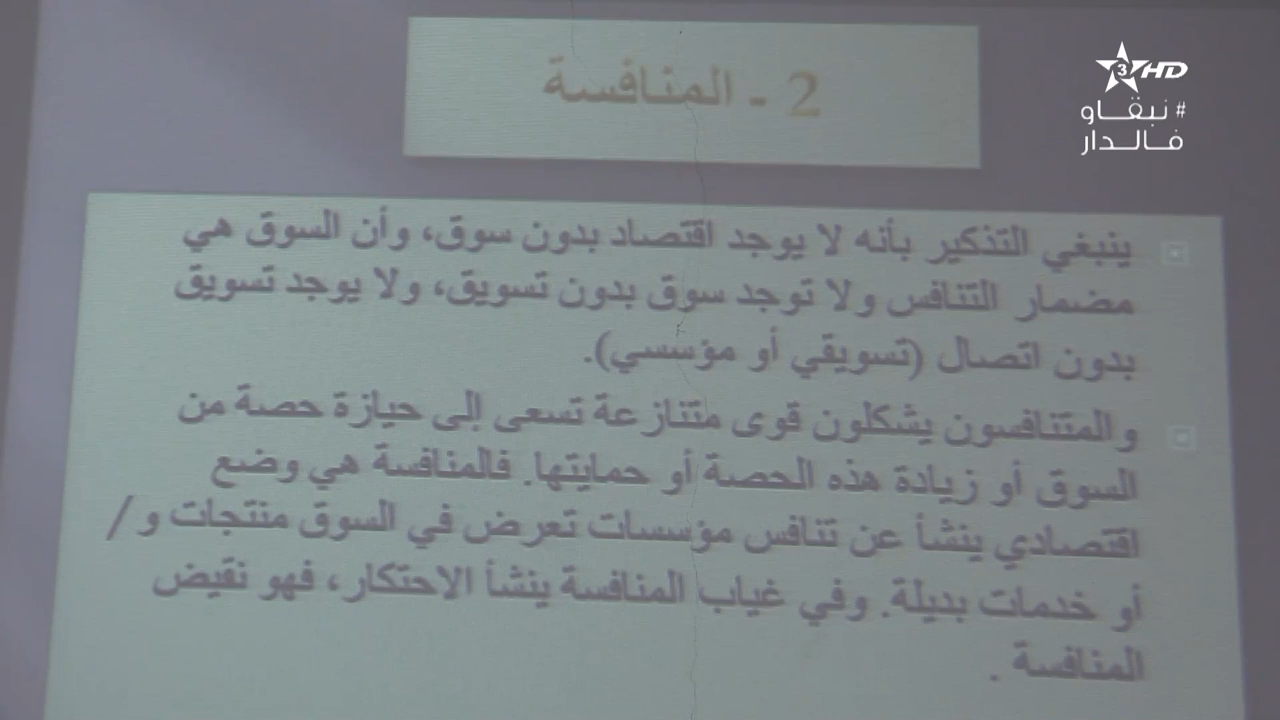 2 - المنافسة
3 HD
# نبقاو
فالدار
ينبغي التذكير بأنه لا يوجد اقتصاد بدون سوق، وأن السوق هي
مضمار التنافس ولا توجد سوق بدون تسويق، ولا يوجد تسويق
بدون اتصال (تسويقي أو مؤسسي).
والمتنافسون يشكلون قوى متنازعة تسعى إلى حيازة حصة من
السوق أو زيادة هذه الحصة أو حمايتها. فالمنافسة هي وضع
اقتصادي ينشأ عن تنافس مؤسسات تعرض في السوق منتجات و /
أو خدمات بديلة. وفي غياب المنافسة ينشأ الاحتكار، فهو نقيض
المنافسة .